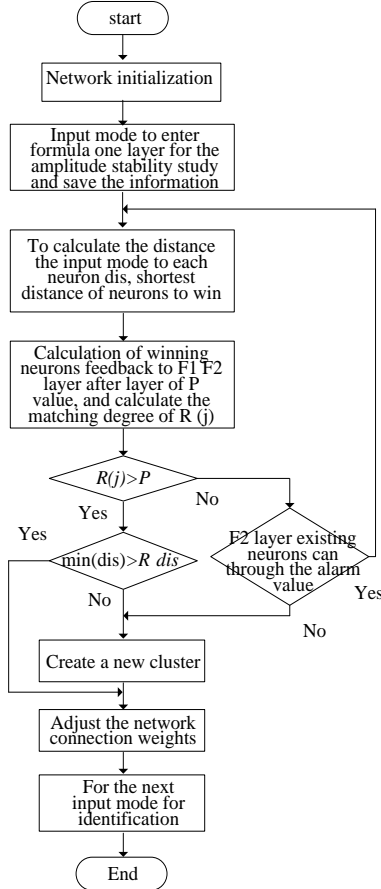 start
Network initialization
Input mode to enter
formula one layer for the
amplitude stability study
and save the information
To calculate the distance
the input mode to each
neuron dis, shortest
distance of neurons to win
Calculation of winning
neurons feedback to F1 F2
layer after layer of P
value, and calculate the
matching degree of R (j)
R(j)>P
No
Yes
Yes
min(dis)>R dis
F2 layer existing
neurons can
through the alarm
value
Yes
No
No
Create a new cluster
Adjust the network
connection weights
For the next
input mode for
identification
End